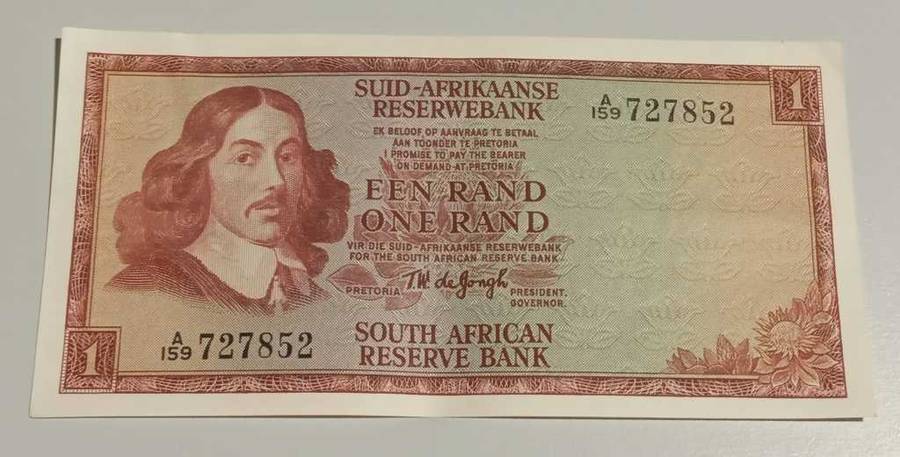 SUID-AFRIKAANSE
RESERWEBANK
1
A/159 727852
EK BELOOF OP AANVRAAG TE BETAAL
AAN TOONDER TE PRETORIA
I PROMISE TO PAY THE BEARER
ON DEMAND AT PRETORIA
EEN RAND
ONE RAND
VIR DIE SUID-AFRIKAANSE RESERWEBANK
FOR THE SOUTH AFRICAN RESERVE BANK
T.W. de Jongh
PRETORIA
PRESIDENT.
GOVERNOR.
A/159 727852
1
SOUTH AFRICAN
RESERVE BANK